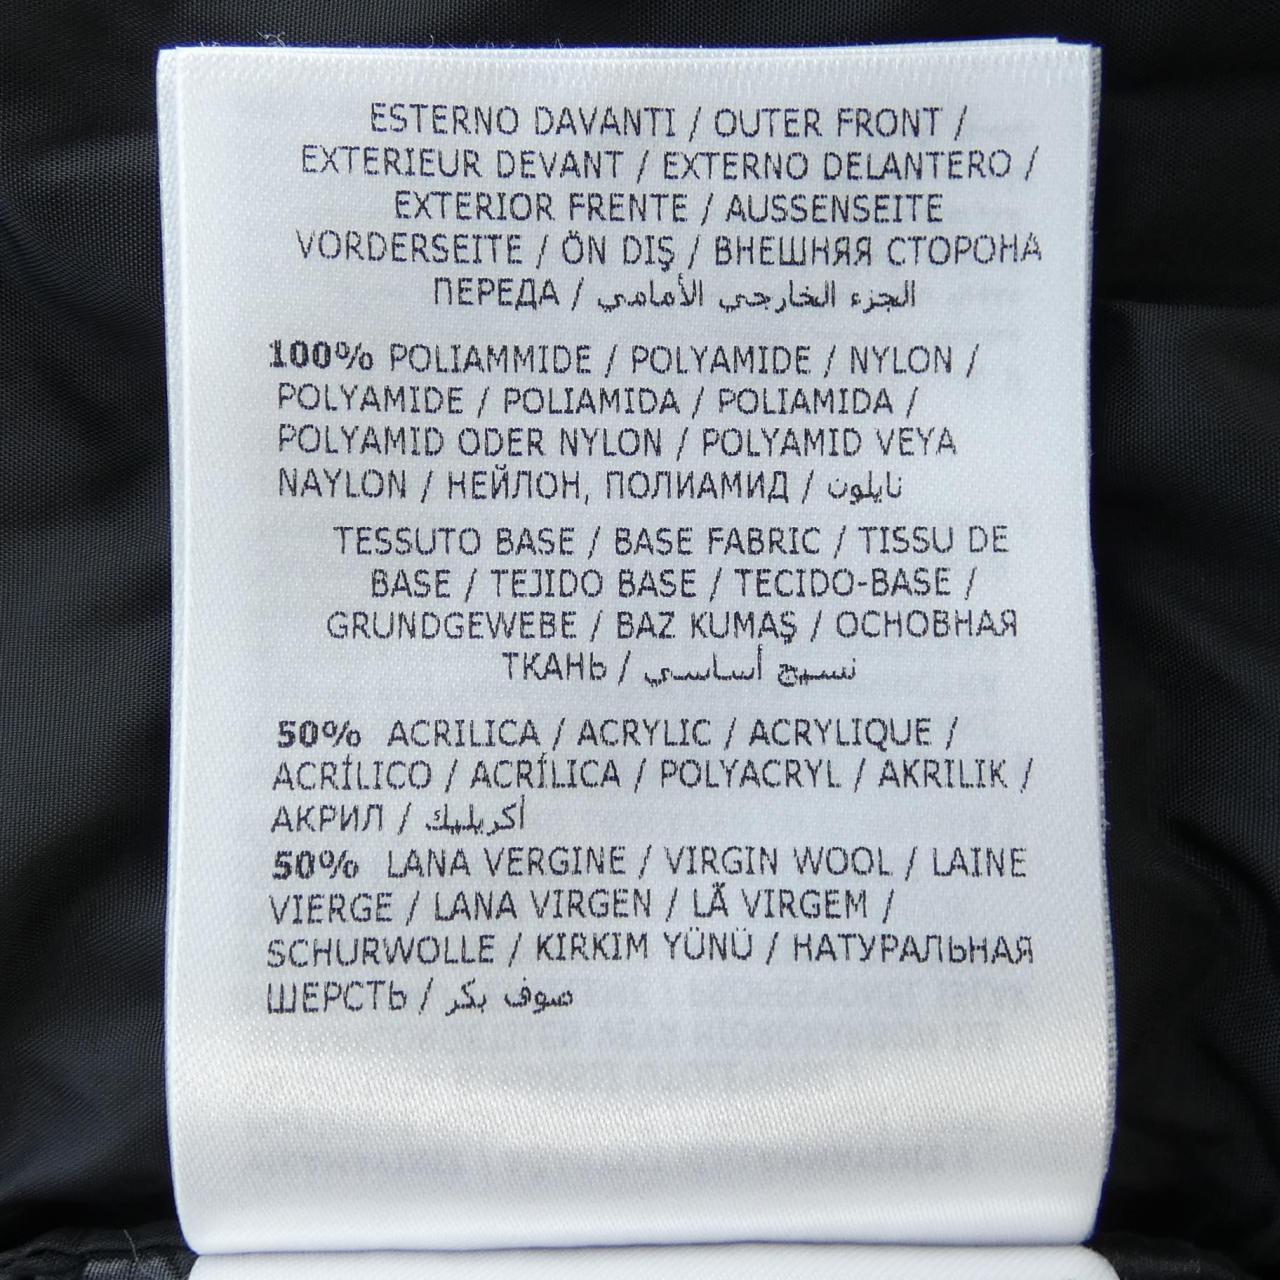 ESTERNO DAVANTI / OUTER FRONT /
EXTERIEUR DEVANT / EXTERNO DELANTERO /
EXTERIOR FRENTE / AUSSENSEITE
VORDERSEITE / ÖN DIŞ / ВНЕШНЯЯ СТОРОНА
ПЕРЕДА / الجزء الخارجي الأمامي
100% POLIAMMIDE / POLYAMIDE / NYLON /
POLYAMIDE / POLIAMIDA / POLIAMIDA /
POLYAMID ODER NYLON / POLYAMID VEYA
NAYLON / НЕЙЛОН, ПОЛИАМИД / نايلون
TESSUTO BASE / BASE FABRIC / TISSU DE
BASE / TEJIDO BASE / TECIDO-BASE /
GRUNDGEWEBE / BAZ KUMAŞ / ОСНОВНАЯ
ТКАНЬ / نسيج أساسي
50% ACRILICA / ACRYLIC / ACRYLIQUE /
ACRÍLICO / ACRÍLICA / POLYACRYL / AKRILIK /
АКРИЛ / أكريليك
50% LANA VERGINE / VIRGIN WOOL / LAINE
VIERGE / LANA VIRGEN / LÃ VIRGEM /
SCHURWOLLE / KIRKIM YÜNÜ / НАТУРАЛЬНАЯ
ШЕРСТЬ / صوف بكر